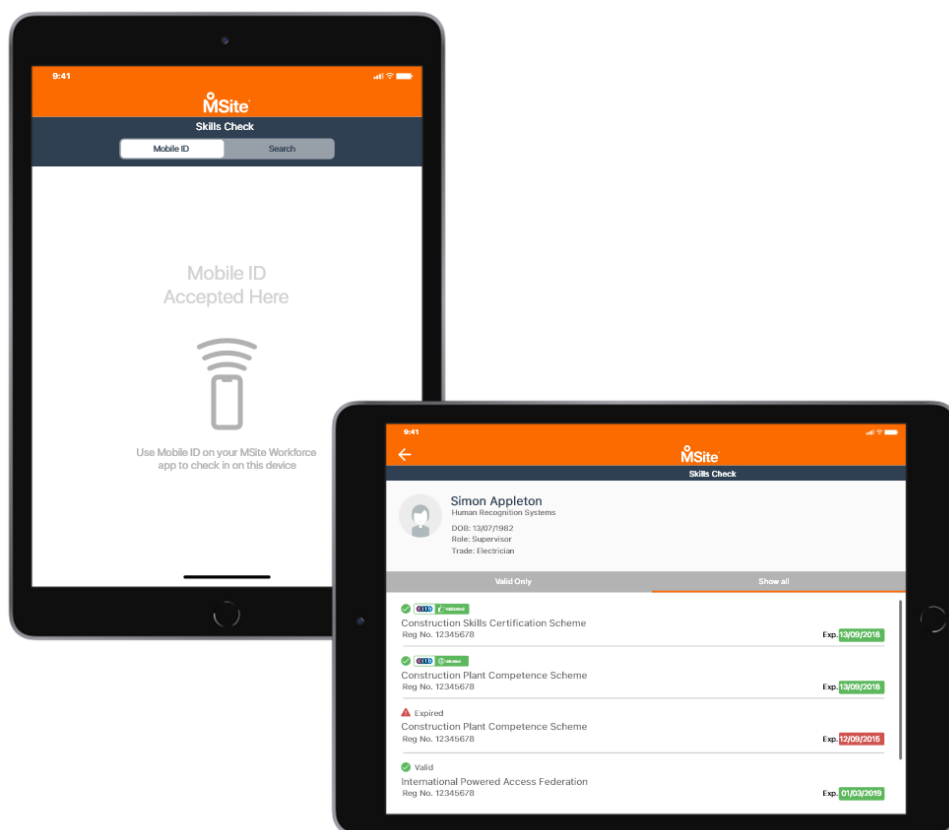 9:41
MSite
Skills Check
Mobile ID
Search
Mobile ID
Accepted Here
Use Mobile ID on your MSite Workforce
app to check in on this device
9:41
MSite
Skills Check
Simon Appleton
Human Recognition Systems
DOB: 13/07/1982
Role: Supervisor
Trade: Electrician
Valid Only
Show all
citb Validated
Construction Skills Certification Scheme
Reg No. 12345678
Exp. 13/09/2018
citb Validated
Construction Plant Competence Scheme
Reg No. 12345678
Exp. 13/09/2018
Expired
Construction Plant Competence Scheme
Reg No. 12345678
Exp. 12/09/2015
Valid
International Powered Access Federation
Reg No. 12345678
Exp. 01/03/2019